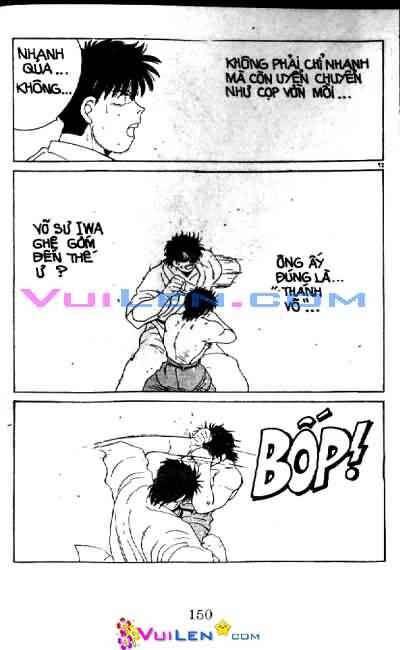 NHANH
QUÁ...
KHÔNG...
KHÔNG PHẢI CHỈ NHANH
MÀ CÒN UYỂN CHUYỂN
NHƯ CỌP VỜN MỒI...
VÕ SƯ IWA
GHÊ GỚM
ĐẾN THẾ
Ư?
ÔNG ẤY
ĐÚNG LÀ...
"THÁNH
VÕ"...
VUILEN.COM
BỐP!
150
VUILEN